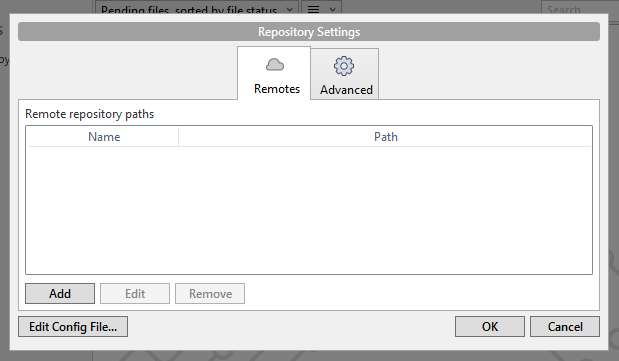 Pending files, sorted by file status
Search
Repository Settings
Remotes
Advanced
Remote repository paths
Name Path
Add Edit Remove
Edit Config File... OK Cancel